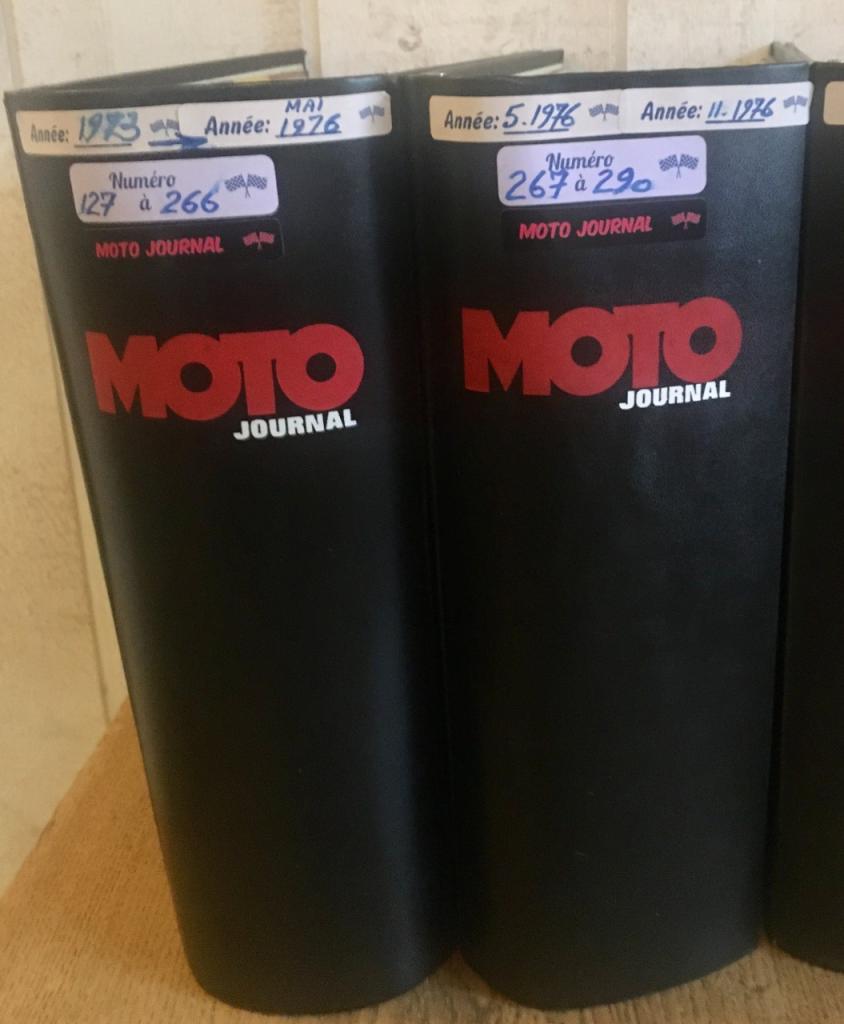 Année: 1973 Année: MAI 1976
Numéro
127 à 266
MOTO JOURNAL
MOTO
JOURNAL
Année: 5.1976 Année: 11.1976
Numéro
267 à 290
MOTO JOURNAL
MOTO
JOURNAL